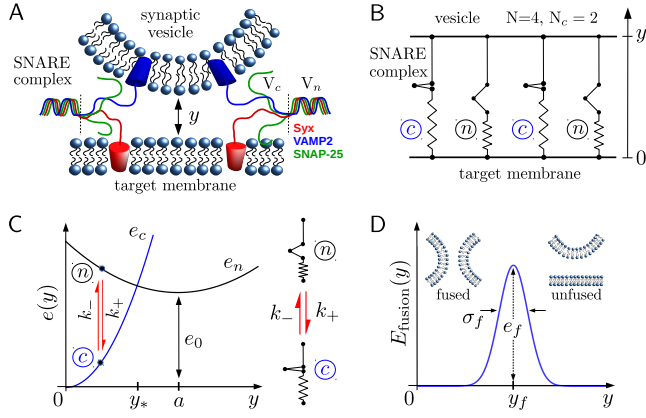 A
synaptic
vesicle
SNARE
complex
V_c
V_n
y
Syx
VAMP2
SNAP-25
target membrane
B
vesicle
N=4, N_c = 2
y
SNARE
complex
c
n
c
n
0
target membrane
C
e_c
e_n
n
e(y)
k_-
k_+
e_0
c
0
y_*
a
y
n
k_-
k_+
c
D
E_fusion(y)
fused
unfused
σ_f
e_f
0
y_f
y